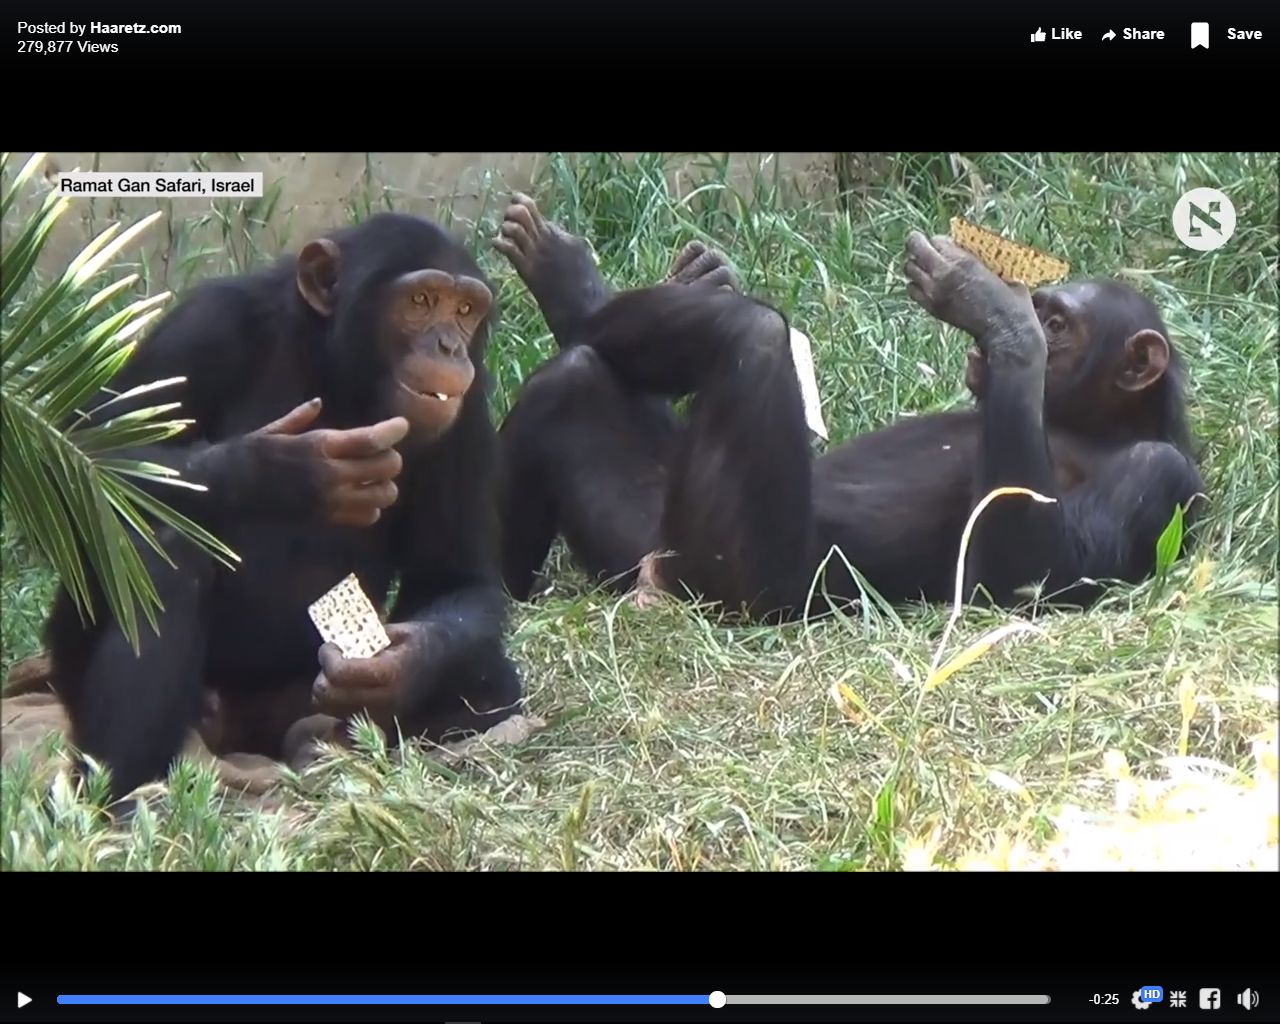 Posted by Haaretz.com
279,877 Views
Like Share Save
Ramat Gan Safari, Israel
-0:25 HD